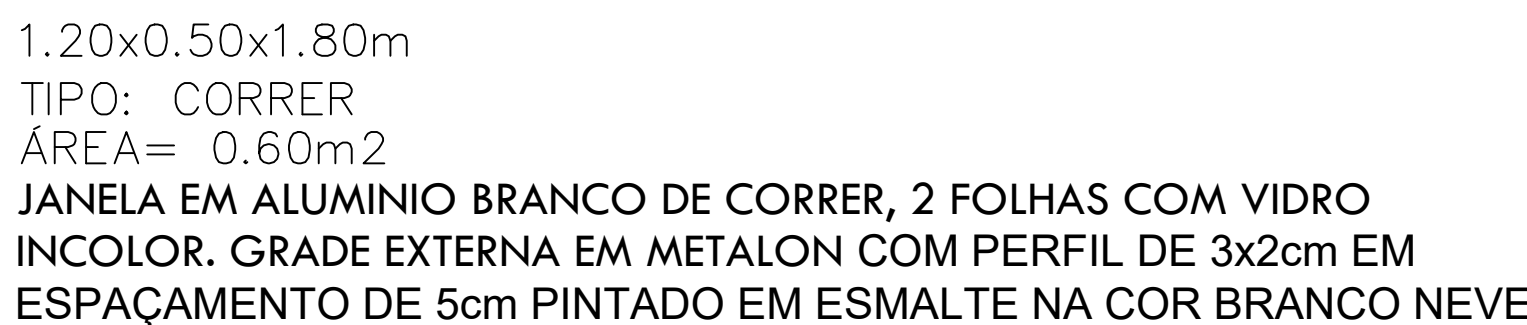 1.20x0.50x1.80m
TIPO: CORRER
ÁREA= 0.60m2
JANELA EM ALUMINIO BRANCO DE CORRER, 2 FOLHAS COM VIDRO
INCOLOR. GRADE EXTERNA EM METALON COM PERFIL DE 3x2cm EM
ESPAÇAMENTO DE 5cm PINTADO EM ESMALTE NA COR BRANCO NEVE